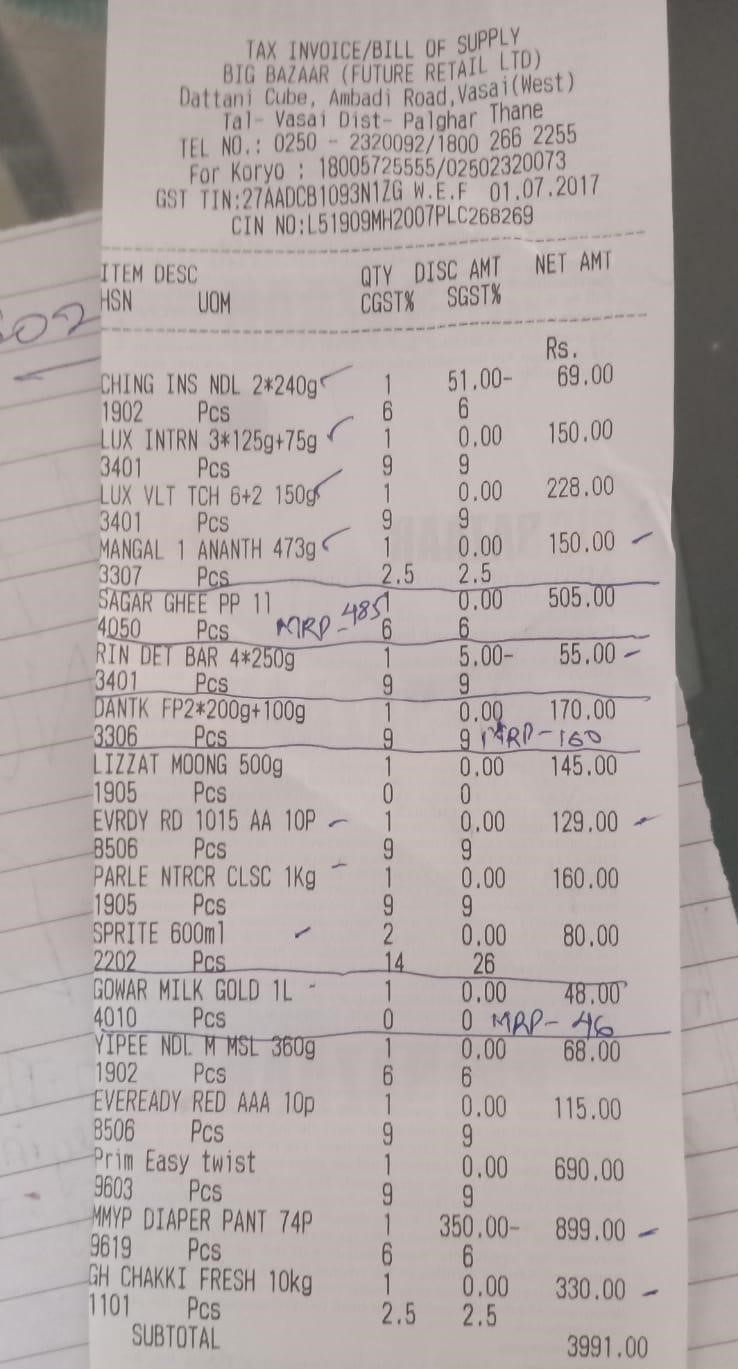 TAX INVOICE/BILL OF SUPPLY
BIG BAZAAR (FUTURE RETAIL LTD)
Dattani Cube, Ambadi Road,Vasai(West)
Tal- Vasai Dist- Palghar Thane
TEL NO.: 0250 - 2320092/1800 266 2255
For Koryo : 18005725555/02502320073
GST TIN:27AADCB1093N1ZG W.E.F 01.07.2017
CIN NO:L51909MH2007PLC268269
ITEM DESC QTY DISC AMT NET AMT
HSN UOM CGST% SGST%
Rs.
CHING INS NDL 2*240g 1 51.00- 69.00
1902 Pcs 6 6
LUX INTRN 3*125g+75g 1 0.00 150.00
3401 Pcs 9 9
LUX VLT TCH 6+2 150g 1 0.00 228.00
3401 Pcs 9 9
MANGAL 1 ANANTH 473g 1 0.00 150.00
3307 Pcs 2.5 2.5
SAGAR GHEE PP 1l 1 0.00 505.00
4050 Pcs MRP-485 6 6
RIN DET BAR 4*250g 1 5.00- 55.00
3401 Pcs 9 9
DANTK FP2*200g+100g 1 0.00 170.00
3306 Pcs 9 9 MRP-160
LIZZAT MOONG 500g 1 0.00 145.00
1905 Pcs 0 0
EVRDY RD 1015 AA 10P 1 0.00 129.00
8506 Pcs 9 9
PARLE NTRCR CLSC 1Kg 1 0.00 160.00
1905 Pcs 9 9
SPRITE 600ml 2 0.00 80.00
2202 Pcs 14 26
GOWAR MILK GOLD 1L 1 0.00 48.00
4010 Pcs 0 0 MRP-46
YIPEE NDL M MSL 360g 1 0.00 68.00
1902 Pcs 6 6
EVEREADY RED AAA 10p 1 0.00 115.00
8506 Pcs 9 9
Prim Easy twist 1 0.00 690.00
9603 Pcs 9 9
MMYP DIAPER PANT 74P 1 350.00- 899.00
9619 Pcs 6 6
GH CHAKKI FRESH 10kg 1 0.00 330.00
1101 Pcs 2.5 2.5
SUBTOTAL 3991.00